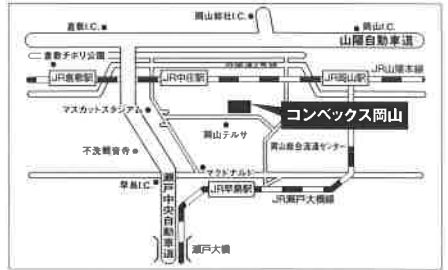 岡山総社I.C.
倉敷I.C.
岡山I.C.
山陽自動車道
倉敷チボリ公園
JR倉敷駅
JR中庄駅
JR岡山駅
JR山陽本線
マスカットスタジアム
コンベックス岡山
岡山テルサ
岡山総合流通センター
不洗観音寺
マクドナルド
早島I.C.
JR早島駅
JR瀬戸大橋線
瀬戸中央自動車道
瀬戸大橋